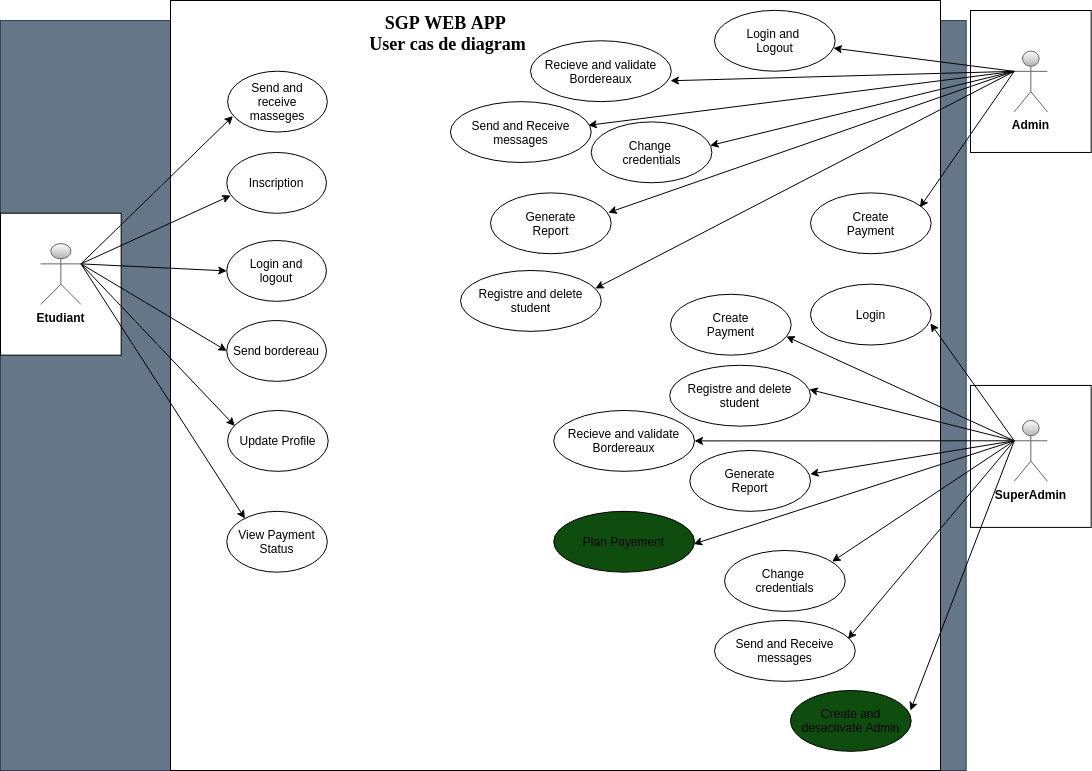 SGP WEB APP
User cas de diagram
Send and
receive
masseges
Inscription
Login and
logout
Send bordereau
Update Profile
View Payment
Status
Etudiant
Login and
Logout
Recieve and validate
Bordereaux
Send and Receive
messages
Change
credentials
Generate
Report
Create
Payment
Registre and delete
student
Admin
Create
Payment
Login
Registre and delete
student
Recieve and validate
Bordereaux
Generate
Report
Plan Payement
Change
credentials
Send and Receive
messages
Create and
desactivate Admin
SuperAdmin